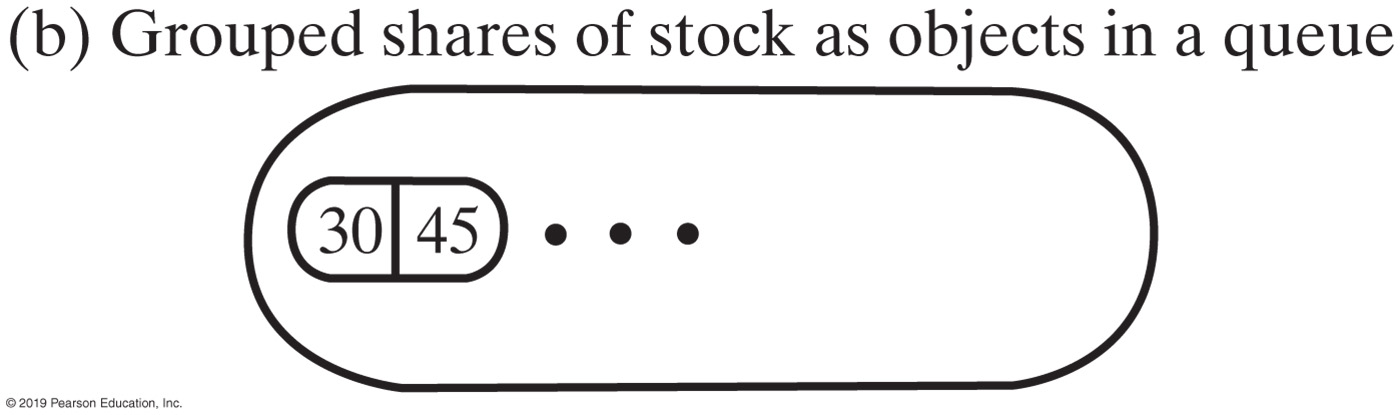 (b) Grouped shares of stock as objects in a queue
30 45
© 2019 Pearson Education, Inc.